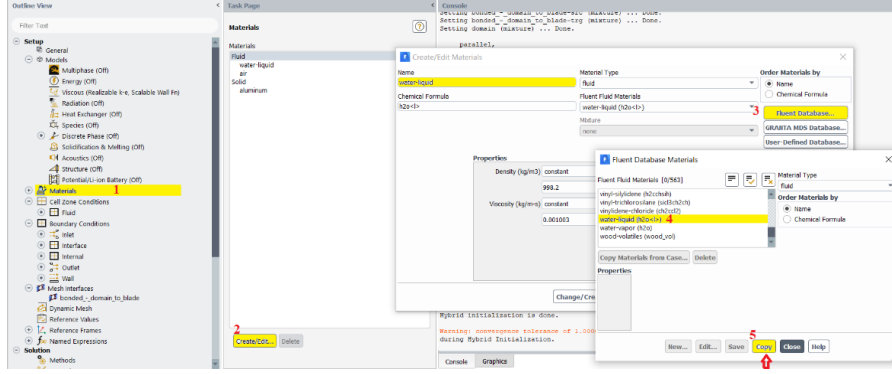 Outline View
Filter Text
Setup
General
Models
Multiphase (Off)
Energy (Off)
Viscous (Realizable k-e, Scalable Wall Fn)
Radiation (Off)
Heat Exchanger (Off)
Species (Off)
Discrete Phase (Off)
Solidification & Melting (Off)
Acoustics (Off)
Structure (Off)
Potential/Li-ion Battery (Off)
Materials 1
Cell Zone Conditions
Fluid
Boundary Conditions
Inlet
Interface
Internal
Outlet
Wall
Mesh Interfaces
bonded_-_domain_to_blade
Dynamic Mesh
Reference Values
Reference Frames
Named Expressions
Solution
Methods
Task Page
Materials
Materials
Fluid
water-liquid
air
Solid
aluminum
2
Create/Edit... Delete
Console
Setting bonded_-_domain_to_blade-trg (mixture) ... Done.
Setting domain (mixture) ... Done.
parallel,
Create/Edit Materials
Name
water-liquid
Chemical Formula
h2o<l>
Material Type
fluid
Fluent Fluid Materials
water-liquid (h2o<l>)
Mixture
none
Order Materials by
Name
Chemical Formula
3 Fluent Database...
GRANTA MDS Database...
User-Defined Database...
Properties
Density (kg/m3) constant
998.2
Viscosity (kg/m-s) constant
0.001003
Change/Cre
Fluent Database Materials
Fluent Fluid Materials [0/563]
vinyl-silylidene (h2cchsih)
vinyl-trichlorosilane (sicl3ch2ch)
vinylidene-chloride (ch2ccl2)
water-liquid (h2o<l>) 4
water-vapor (h2o)
wood-volatiles (wood_vol)
Material Type
fluid
Order Materials by
Name
Chemical Formula
Copy Materials from Case... Delete
Properties
5
New... Edit... Save Copy Close Help
Hybrid initialization is done.
Warning: convergence tolerance of 1.000
during Hybrid Initialization.
Console Graphics